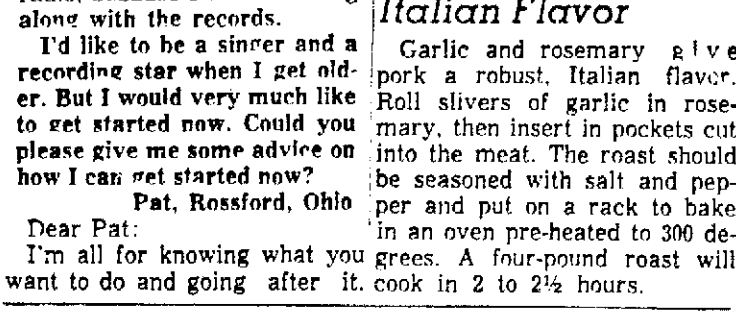 along with the records.
I'd like to be a singer and a
recording star when I get old-
er. But I would very much like
to get started now. Could you
please give me some advice on
how I can get started now?
Pat, Rossford, Ohio
Dear Pat:
I'm all for knowing what you
want to do and going after it.
Italian Flavor
Garlic and rosemary give
pork a robust, Italian flavor.
Roll slivers of garlic in rose-
mary, then insert in pockets cut
into the meat. The roast should
be seasoned with salt and pep-
per and put on a rack to bake
in an oven pre-heated to 300 de-
grees. A four-pound roast will
cook in 2 to 2½ hours.